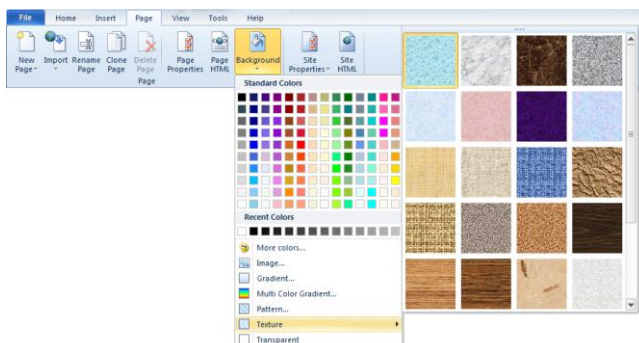 File Home Insert Page View Tools Help
New Page Import Rename Page Clone Page Delete Page Page Properties Page HTML Background Site Properties Site HTML
Page
Standard Colors
Recent Colors
More colors...
Image...
Gradient...
Multi Color Gradient...
Pattern...
Texture
Transparent